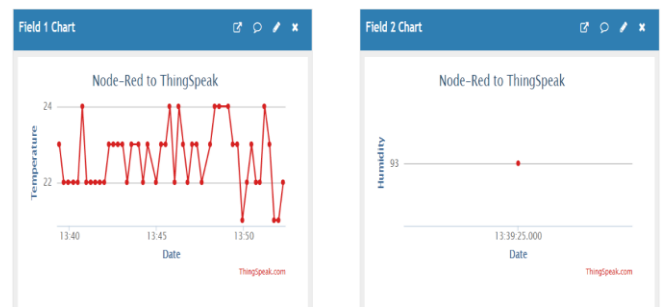 Field 1 Chart
Node-Red to ThingSpeak
24
22
Temperature
13:40 13:45 13:50
Date
ThingSpeak.com
Field 2 Chart
Node-Red to ThingSpeak
93
Humidity
13:39:25.000
Date
ThingSpeak.com